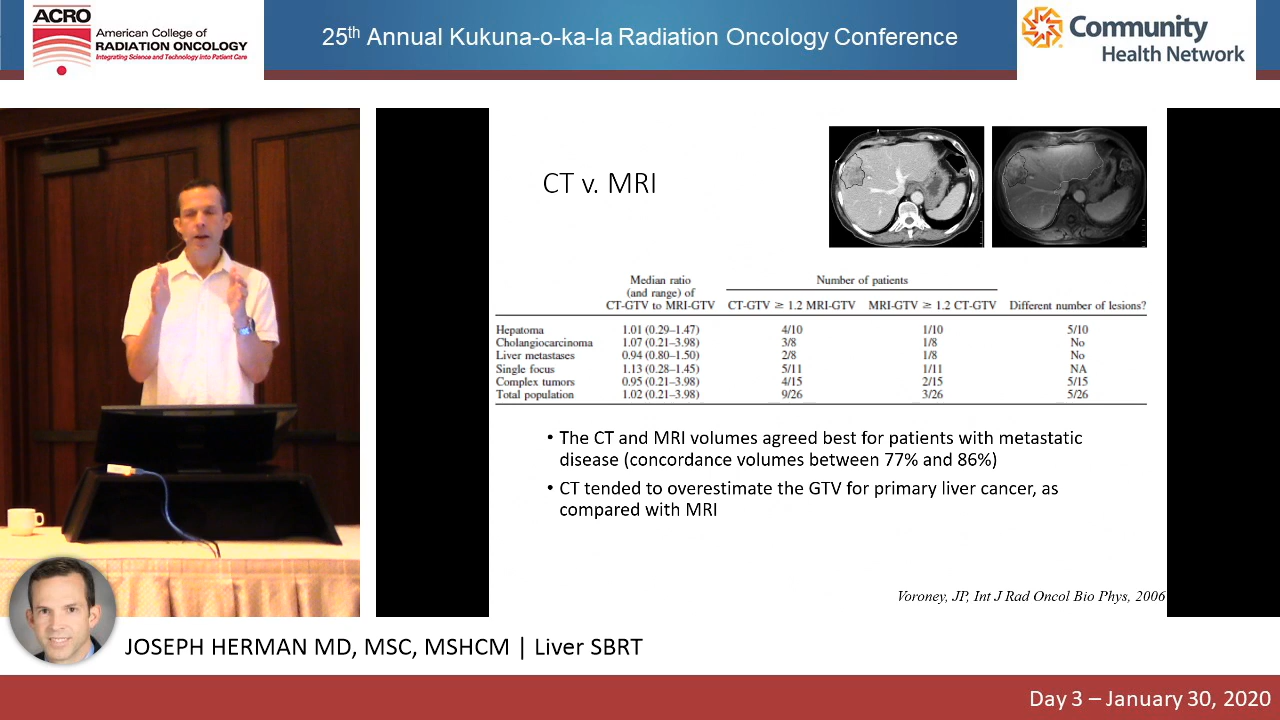 ACRO
American College of
RADIATION ONCOLOGY
Integrating Science and Technology Into Patient Care
25th Annual Kukuna-o-ka-la Radiation Oncology Conference
Community
Health Network
CT v. MRI
Median ratio
(and range) of
CT-GTV to MRI-GTV
Number of patients
CT-GTV ≥ 1.2 MRI-GTV MRI-GTV ≥ 1.2 CT-GTV Different number of lesions?
Hepatoma 1.01 (0.29–1.47) 4/10 1/10 5/10
Cholangiocarcinoma 1.07 (0.21–3.98) 3/8 1/8 No
Liver metastases 0.94 (0.80–1.50) 2/8 1/8 No
Single focus 1.13 (0.28–1.45) 5/11 1/11 NA
Complex tumors 0.95 (0.21–3.98) 4/15 2/15 5/15
Total population 1.02 (0.21–3.98) 9/26 3/26 5/26
• The CT and MRI volumes agreed best for patients with metastatic
disease (concordance volumes between 77% and 86%)
• CT tended to overestimate the GTV for primary liver cancer, as
compared with MRI
Voroney, JP, Int J Rad Oncol Bio Phys, 2006
JOSEPH HERMAN MD, MSC, MSHCM | Liver SBRT
Day 3 – January 30, 2020